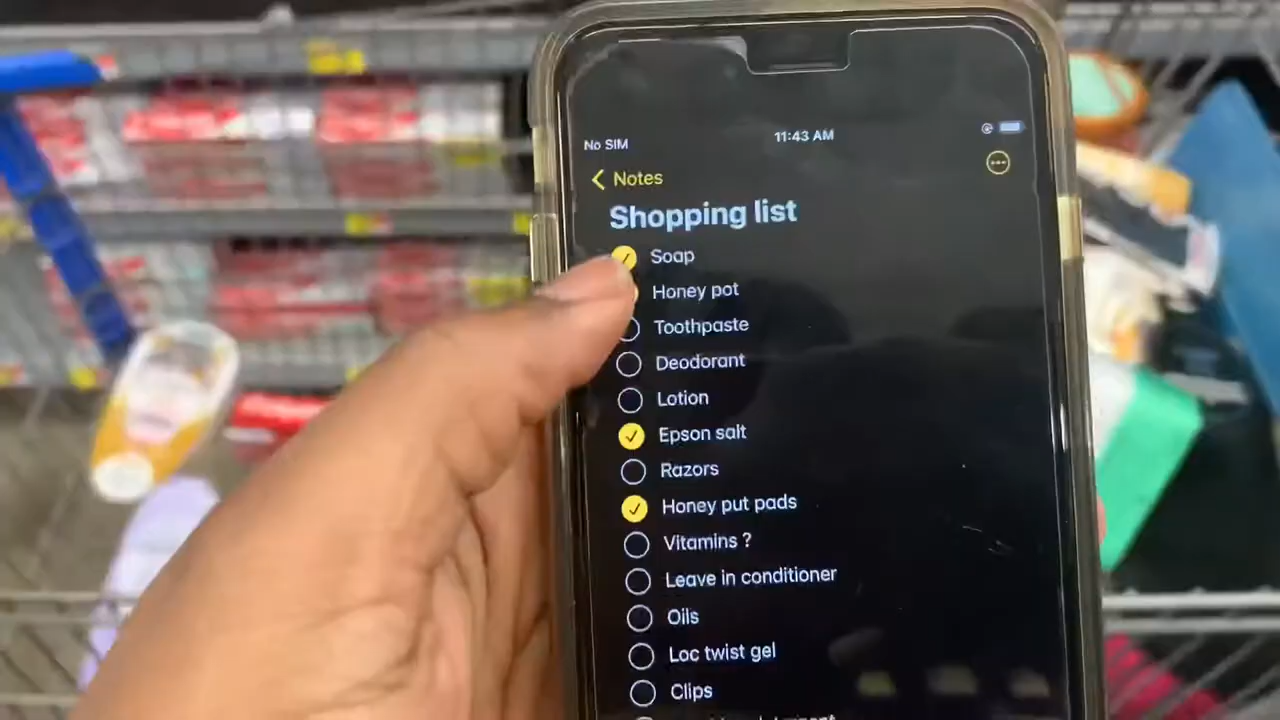 No SIM
11:43 AM
Notes
Shopping list
Soap
Honey pot
Toothpaste
Deodorant
Lotion
Epson salt
Razors
Honey put pads
Vitamins ?
Leave in conditioner
Oils
Loc twist gel
Clips